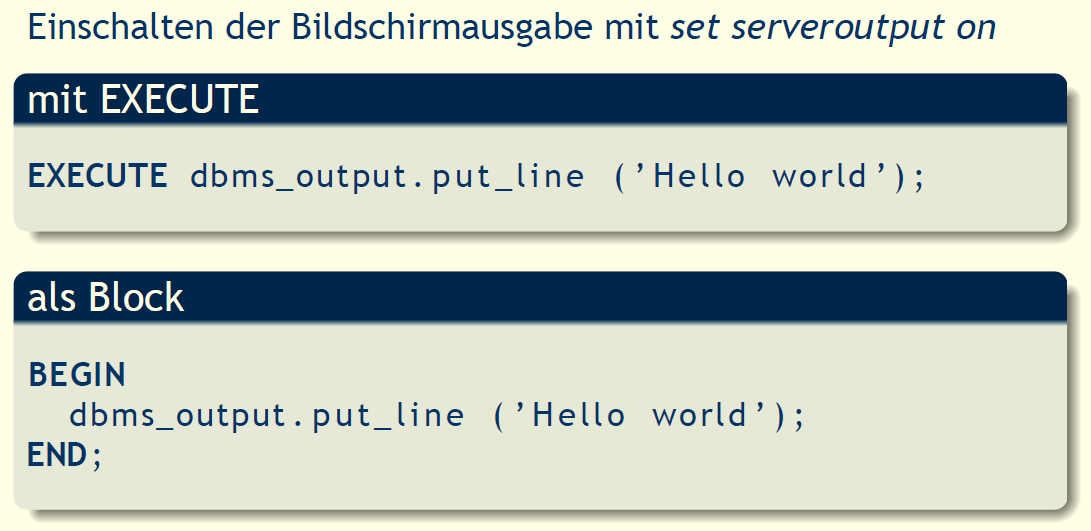 Einschalten der Bildschirmausgabe mit set serveroutput on
mit EXECUTE
EXECUTE dbms_output.put_line (’Hello world’);
als Block
BEGIN
dbms_output.put_line (’Hello world’);
END;